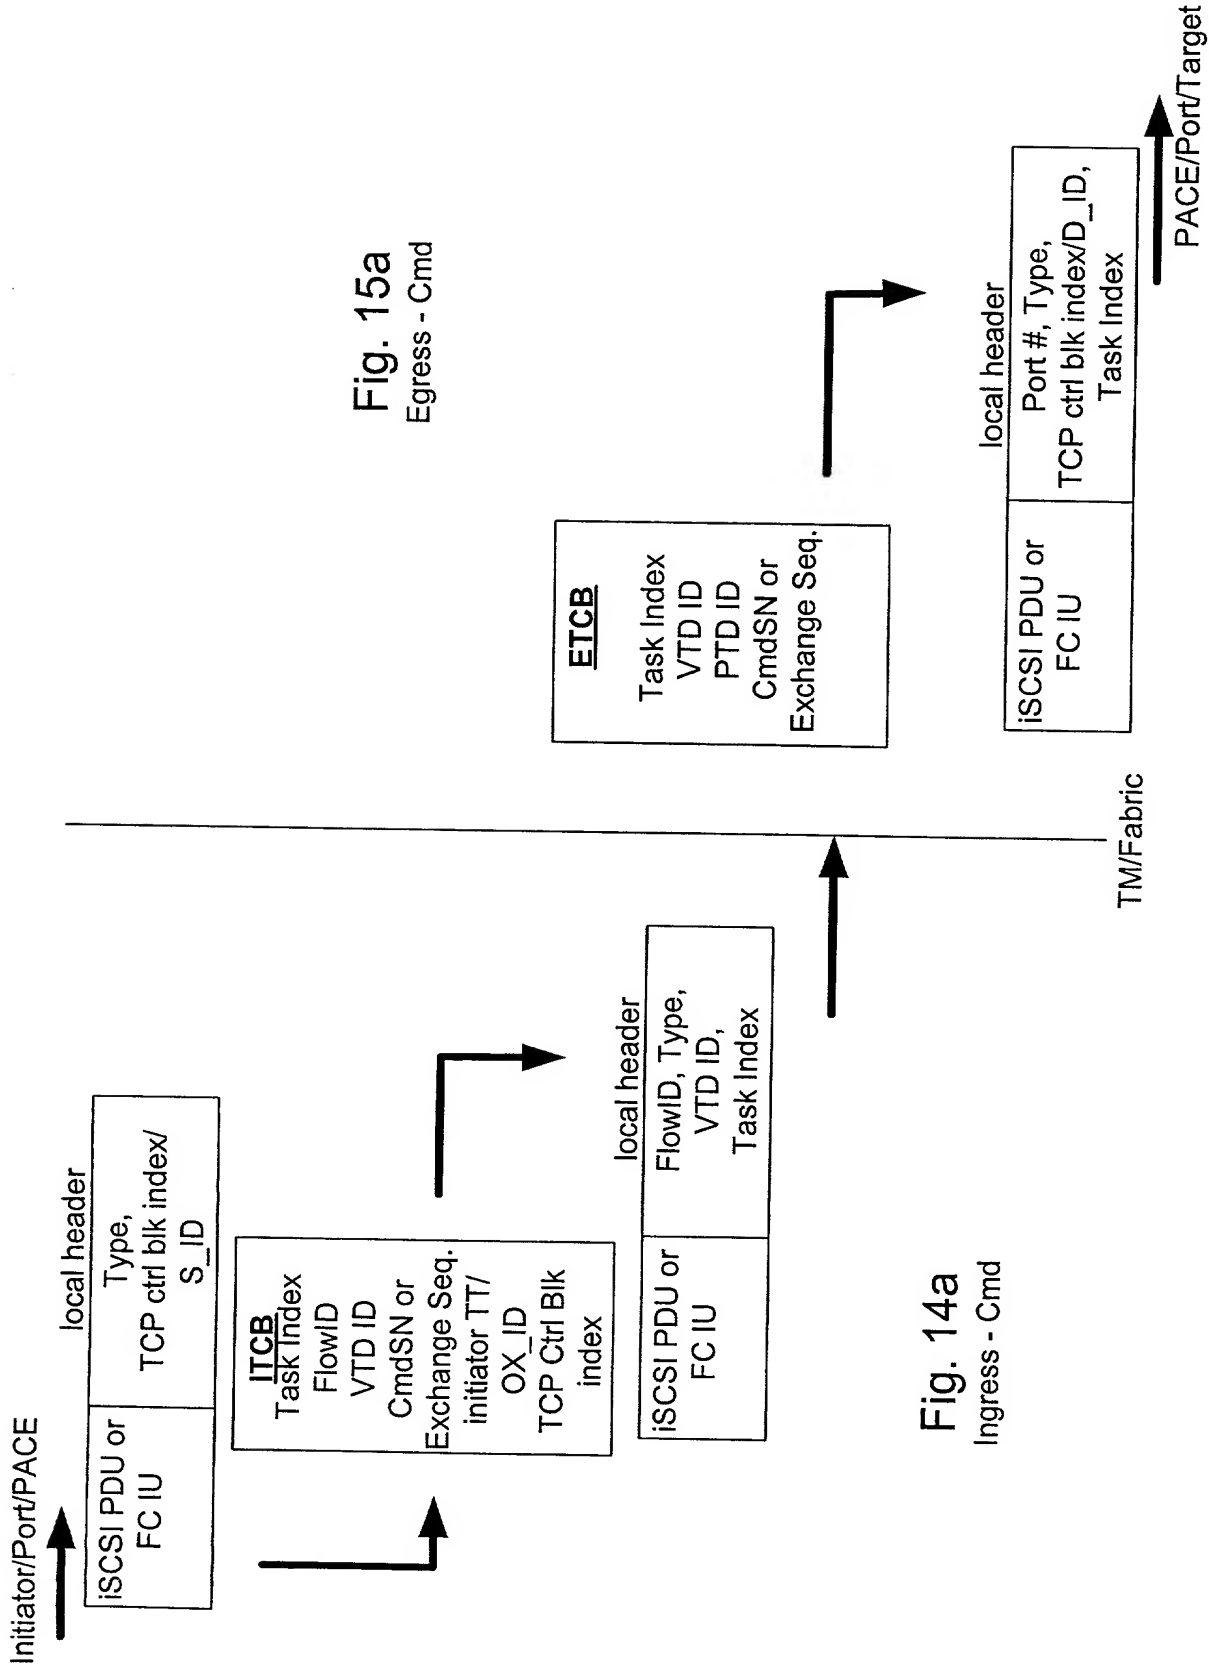 Initiator/Port/PACE
local header
iSCSI PDU or
FC IU
Type,
TCP ctrl blk index/
S_ID
ITCB
Task Index
FlowID
VTD ID
CmdSN or
Exchange Seq.
initiator TT/
OX_ID
TCP Ctrl Blk
index
local header
iSCSI PDU or
FC IU
FlowID, Type,
VTD ID,
Task Index
Fig. 14a
Ingress - Cmd
TM/Fabric
Fig. 15a
Egress - Cmd
ETCB
Task Index
VTD ID
PTD ID
CmdSN or
Exchange Seq.
local header
iSCSI PDU or
FC IU
Port #, Type,
TCP ctrl blk index/D_ID,
Task Index
PACE/Port/Target